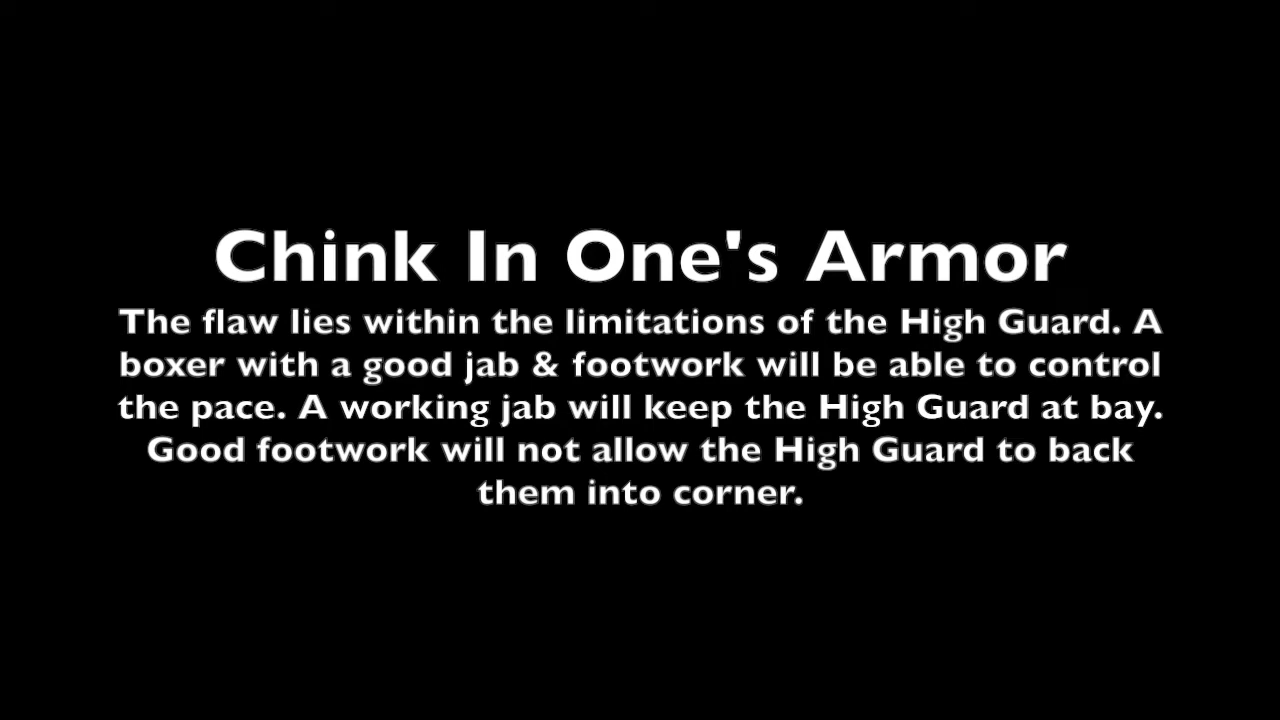 Chink In One's Armor
The flaw lies within the limitations of the High Guard. A
boxer with a good jab & footwork will be able to control
the pace. A working jab will keep the High Guard at bay.
Good footwork will not allow the High Guard to back
them into corner.